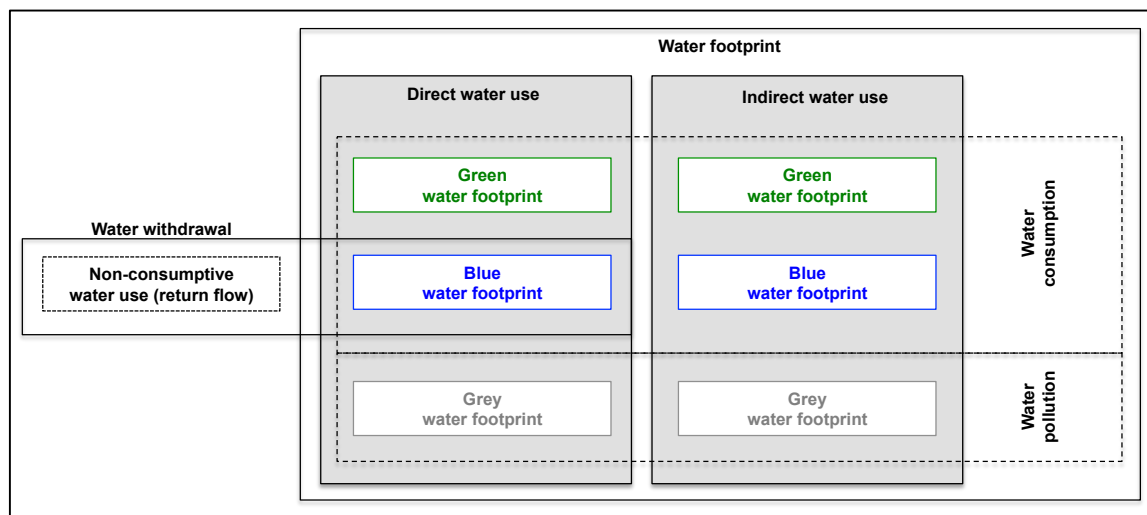 Water footprint
Direct water use
Indirect water use
Green
water footprint
Green
water footprint
Water
consumption
Water withdrawal
Non-consumptive
water use (return flow)
Blue
water footprint
Blue
water footprint
Grey
water footprint
Grey
water footprint
Water
pollution